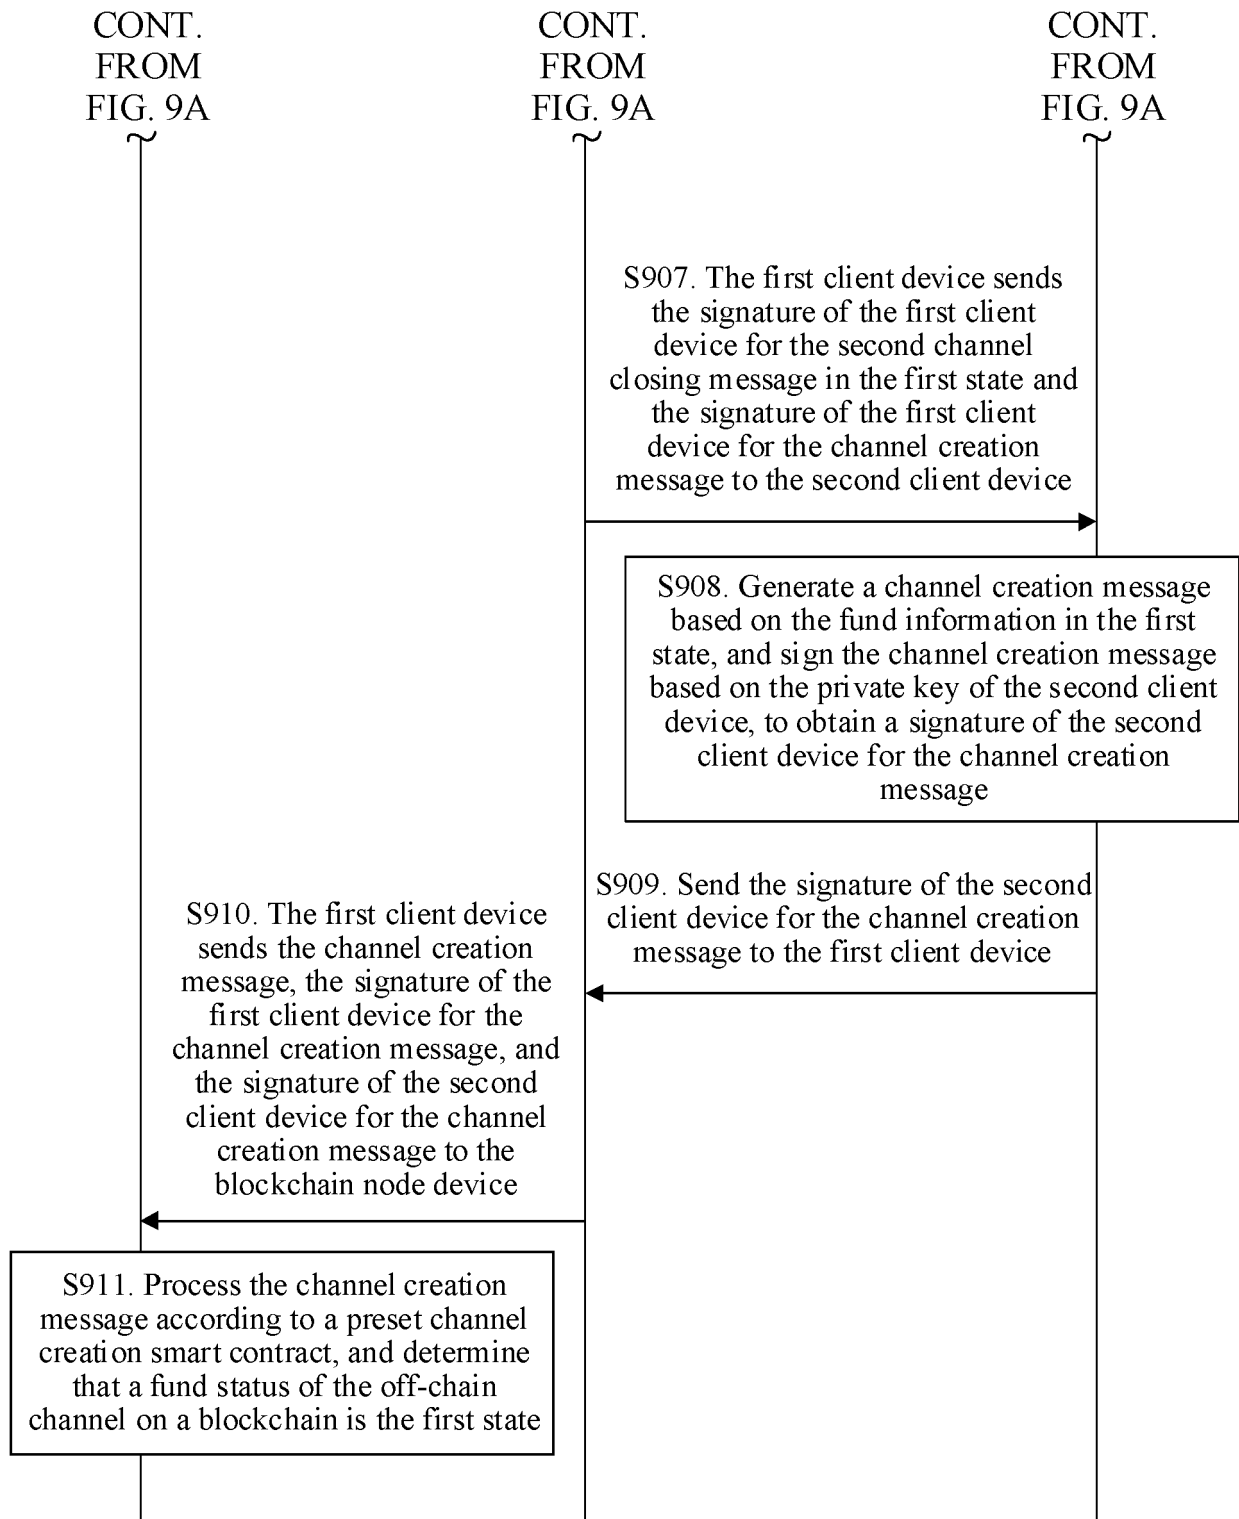 CONT.
FROM
FIG. 9A
CONT.
FROM
FIG. 9A
CONT.
FROM
FIG. 9A
S907. The first client device sends
the signature of the first client
device for the second channel
closing message in the first state and
the signature of the first client
device for the channel creation
message to the second client device
S908. Generate a channel creation message
based on the fund information in the first
state, and sign the channel creation message
based on the private key of the second client
device, to obtain a signature of the second
client device for the channel creation
message
S909. Send the signature of the second
client device for the channel creation
message to the first client device
S910. The first client device
sends the channel creation
message, the signature of the
first client device for the
channel creation message, and
the signature of the second
client device for the channel
creation message to the
blockchain node device
S911. Process the channel creation
message according to a preset channel
creation smart contract, and determine
that a fund status of the off-chain
channel on a blockchain is the first state